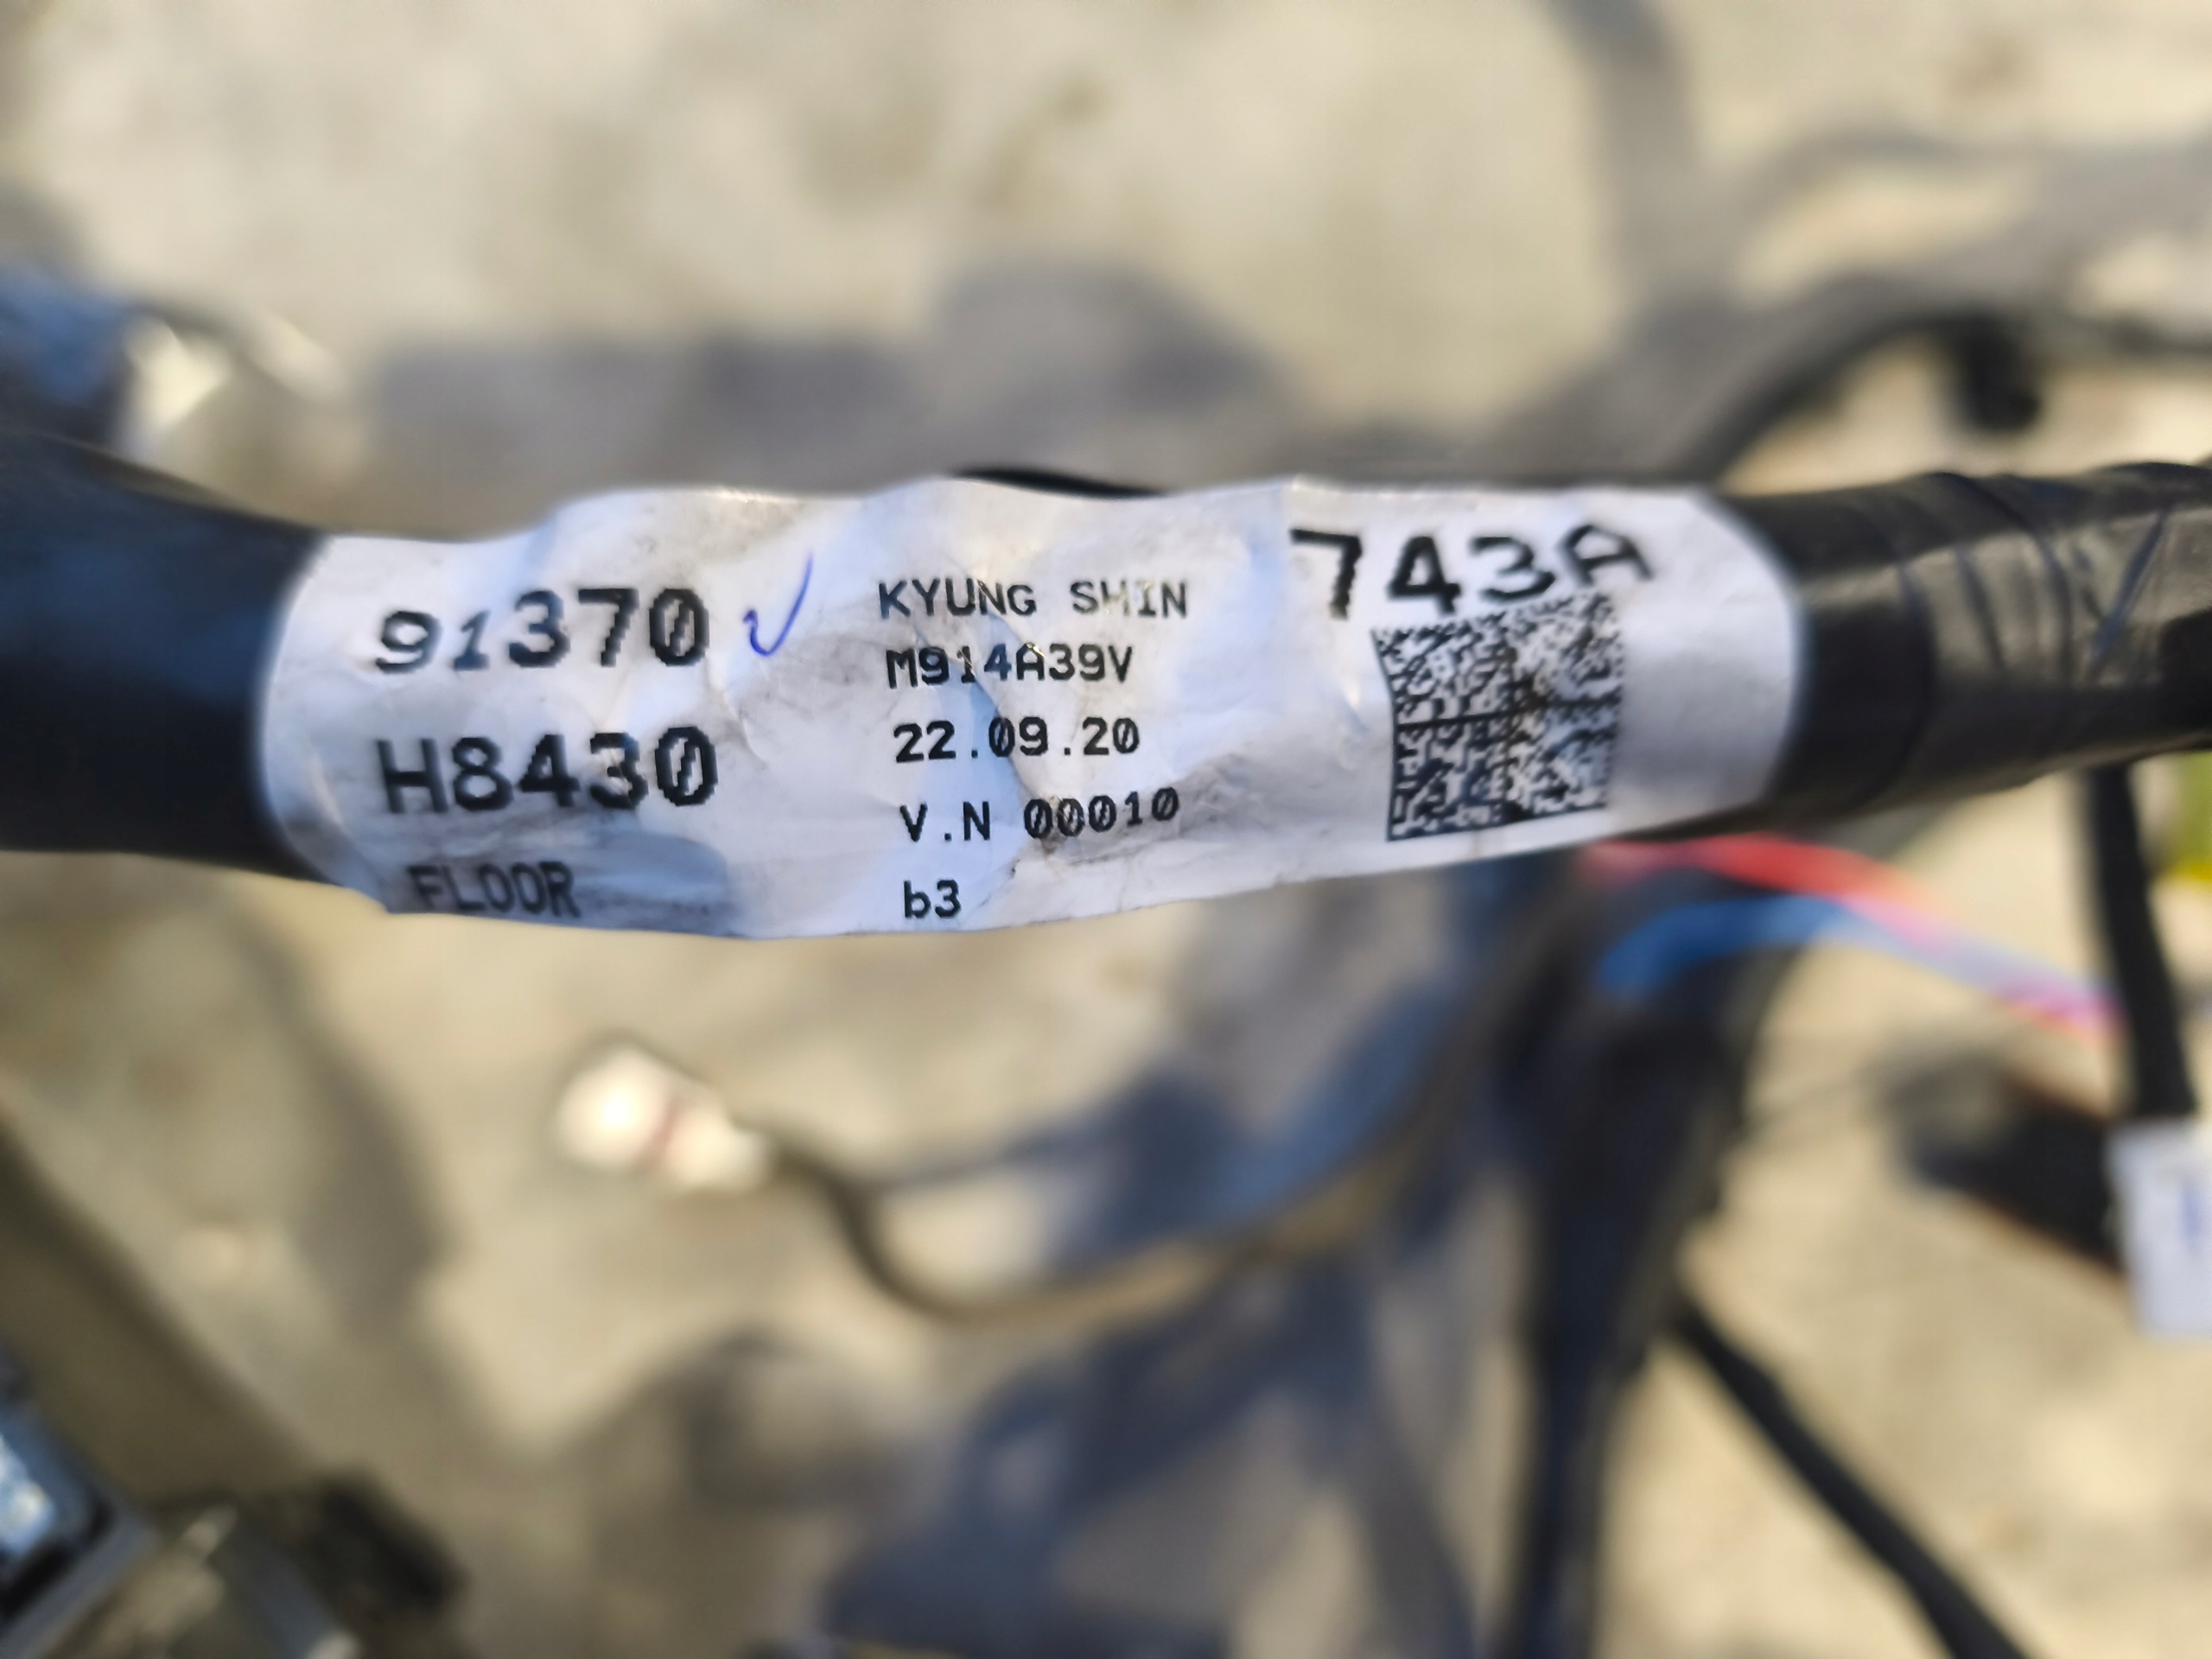 91370
H8430
FLOOR
KYUNG SHIN
M914A39V
22.09.20
V.N 00010
b3
743A